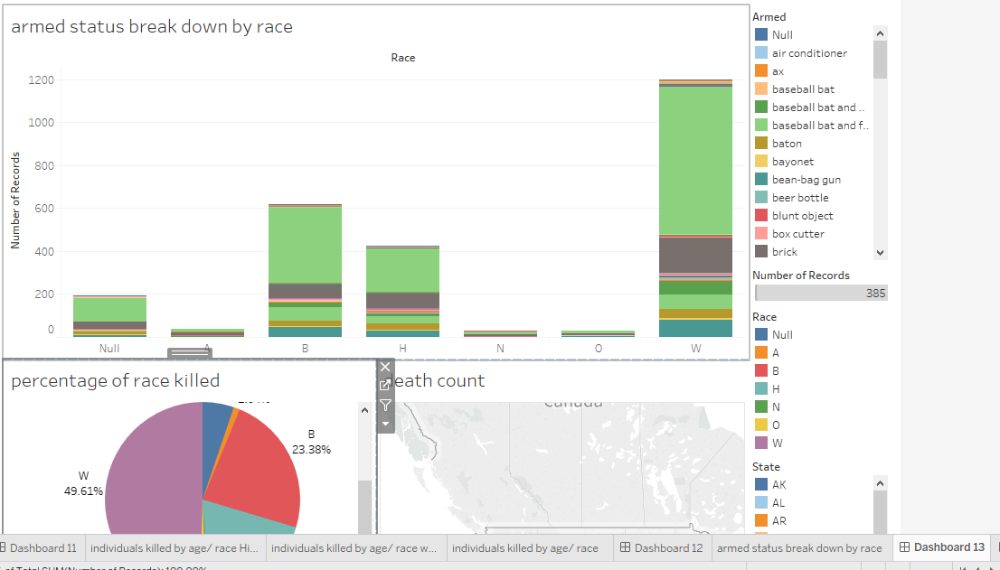 armed status break down by race
Race
Number of Records
1200
1000
800
600
400
200
0
Null
A
B
H
N
O
W
Armed
Null
air conditioner
ax
baseball bat
baseball bat and ..
baseball bat and f..
baton
bayonet
bean-bag gun
beer bottle
blunt object
box cutter
brick
Number of Records
385
Race
Null
A
B
H
N
O
W
State
AK
AL
AR
percentage of race killed
B
23.38%
W
49.61%
death count
Canada
Dashboard 11
individuals killed by age/ race Hi...
individuals killed by age/ race w...
individuals killed by age/ race
Dashboard 12
armed status break down by race
Dashboard 13
of Total SUM(Number of Records): 100.00%